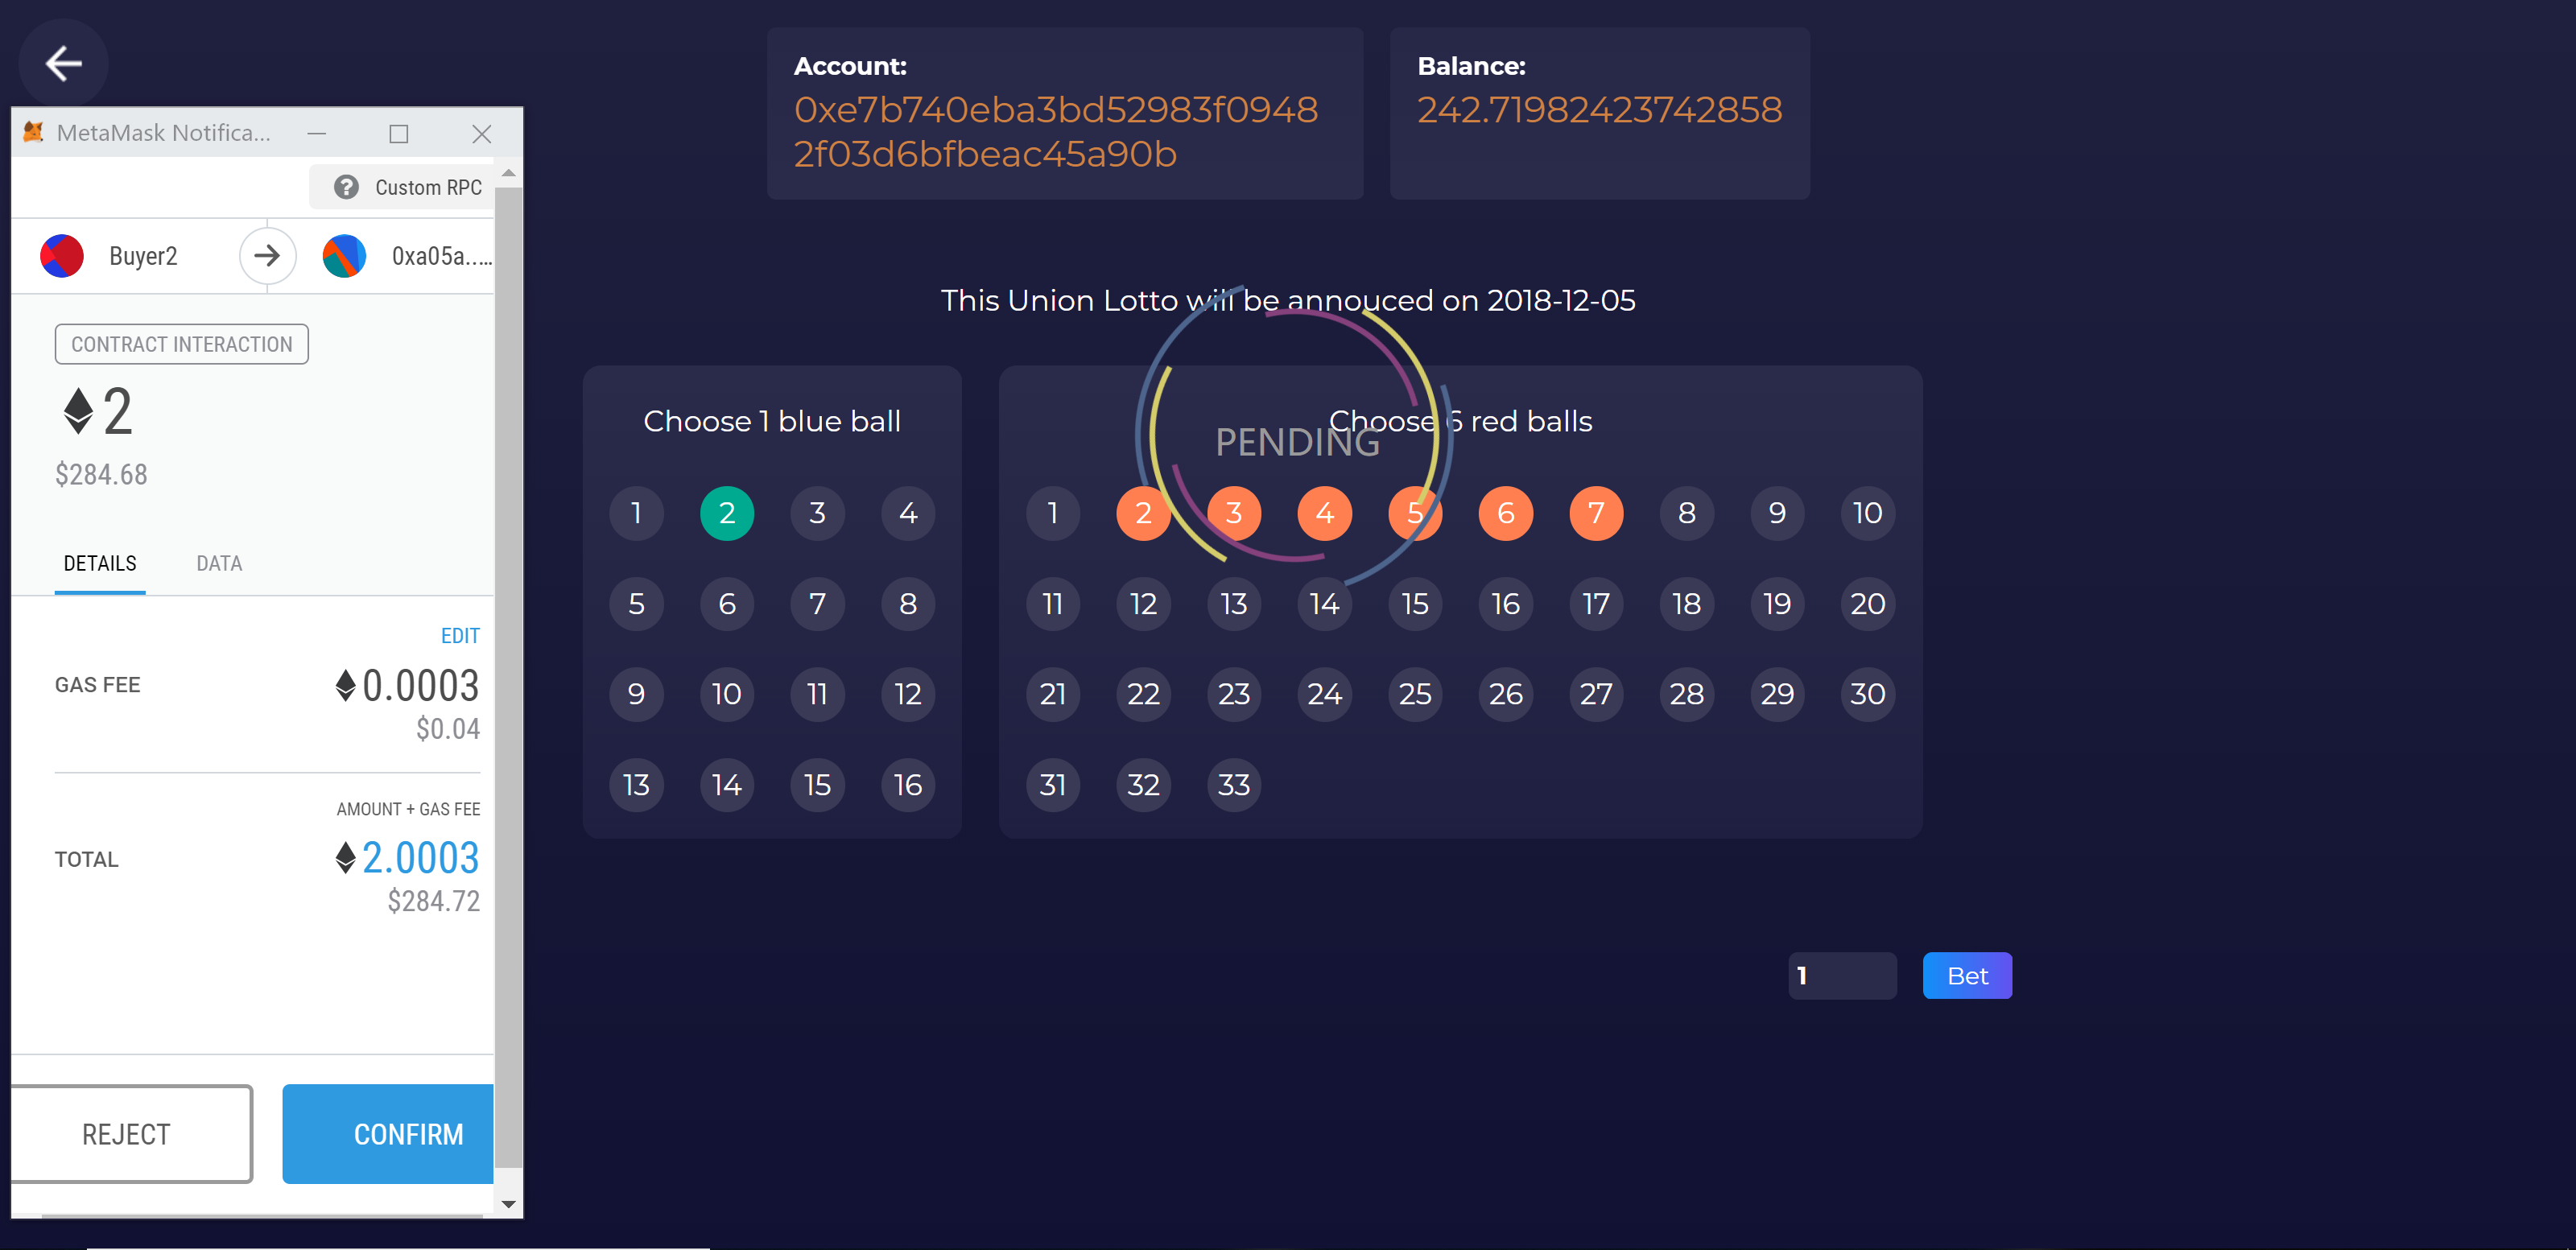 Account:
0xe7b740eba3bd52983f0948
2f03d6bfbeac45a90b
Balance:
242.71982423742858
MetaMask Notifica...
Custom RPC
Buyer2
0xa05a..…
CONTRACT INTERACTION
2
$284.68
DETAILS DATA
EDIT
GAS FEE 0.0003
$0.04
AMOUNT + GAS FEE
TOTAL 2.0003
$284.72
REJECT CONFIRM
This Union Lotto will be annouced on 2018-12-05
Choose 1 blue ball
1 2 3 4
5 6 7 8
9 10 11 12
13 14 15 16
Choose 6 red balls
PENDING
1 2 3 4 5 6 7 8 9 10
11 12 13 14 15 16 17 18 19 20
21 22 23 24 25 26 27 28 29 30
31 32 33
1 Bet